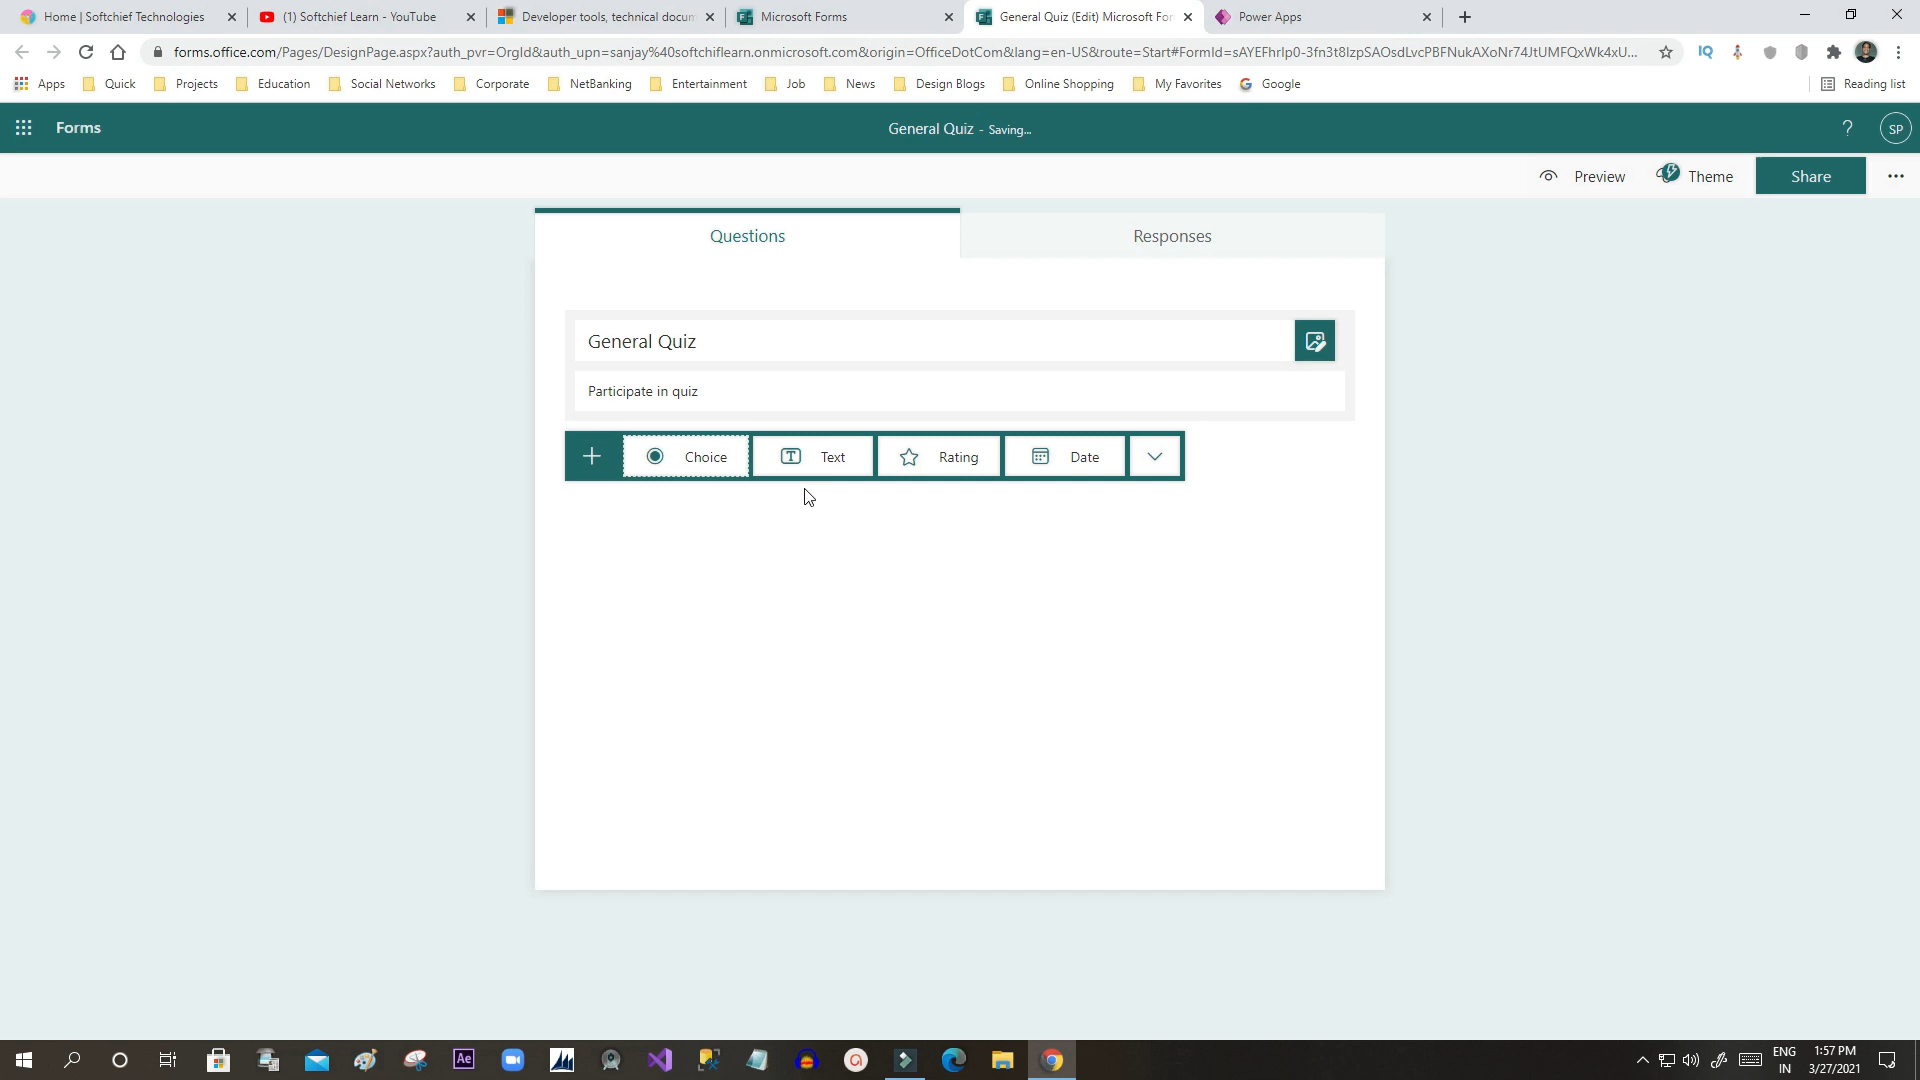 Home | Softchief Technologies
(1) Softchief Learn - YouTube
Developer tools, technical docum
Microsoft Forms
General Quiz (Edit) Microsoft For
Power Apps
forms.office.com/Pages/DesignPage.aspx?auth_pvr=OrgId&auth_upn=sanjay%40softchiflearn.onmicrosoft.com&origin=OfficeDotCom&lang=en-US&route=Start#FormId=sAYEFhrIp0-3fn3t8IzpSAOsdLvcPBFNukAXoNr74JtUMFQxWk4xU...
Apps
Quick
Projects
Education
Social Networks
Corporate
NetBanking
Entertainment
Job
News
Design Blogs
Online Shopping
My Favorites
Google
Reading list
Forms
General Quiz - Saving...
?
SP
Preview
Theme
Share
Questions
Responses
General Quiz
Participate in quiz
Choice
Text
Rating
Date
Ae
ENG
IN
1:57 PM
3/27/2021